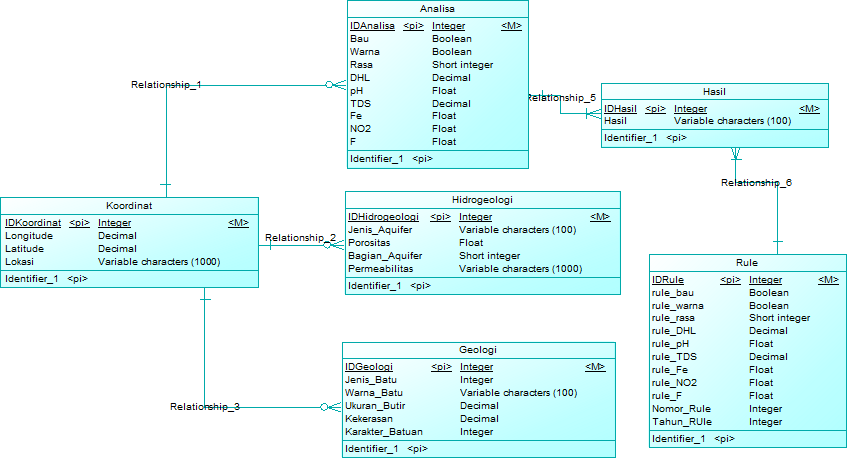 Analisa
IDAnalisa <pi> Integer <M>
Bau Boolean
Warna Boolean
Rasa Short integer
DHL Decimal
pH Float
TDS Decimal
Fe Float
NO2 Float
F Float
Identifier_1 <pi>
Relationship_1
Relationship_5
Hasil
IDHasil <pi> Integer <M>
Hasil Variable characters (100)
Identifier_1 <pi>
Relationship_6
Koordinat
IDKoordinat <pi> Integer <M>
Longitude Decimal
Latitude Decimal
Lokasi Variable characters (1000)
Identifier_1 <pi>
Relationship_2
Hidrogeologi
IDHidrogeologi <pi> Integer <M>
Jenis_Aquifer Variable characters (100)
Porositas Float
Bagian_Aquifer Short integer
Permeabilitas Variable characters (1000)
Identifier_1 <pi>
Relationship_3
Geologi
IDGeologi <pi> Integer <M>
Jenis_Batu Integer
Warna_Batu Variable characters (100)
Ukuran_Butir Decimal
Kekerasan Decimal
Karakter_Batuan Integer
Identifier_1 <pi>
Rule
IDRule <pi> Integer <M>
rule_bau Boolean
rule_warna Boolean
rule_rasa Short integer
rule_DHL Decimal
rule_pH Float
rule_TDS Decimal
rule_Fe Float
rule_NO2 Float
rule_F Float
Nomor_Rule Integer
Tahun_RUle Integer
Identifier_1 <pi>